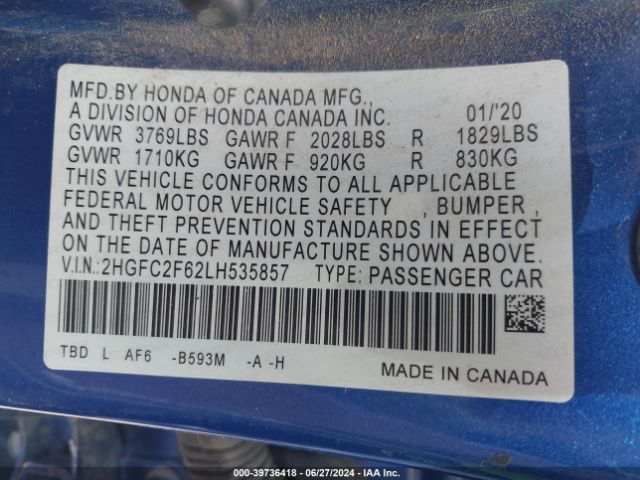 MFD.BY HONDA OF CANADA MFG.,
A DIVISION OF HONDA CANADA INC. 01/'20
GVWR 3769LBS GAWR F 2028LBS R 1829LBS
GVWR 1710KG GAWR F 920KG R 830KG
THIS VEHICLE CONFORMS TO ALL APPLICABLE
FEDERAL MOTOR VEHICLE SAFETY , BUMPER ,
AND THEFT PREVENTION STANDARDS IN EFFECT
ON THE DATE OF MANUFACTURE SHOWN ABOVE.
V.I.N.:2HGFC2F62LH535857 TYPE: PASSENGER CAR
TBD L AF6 -B593M -A -H
MADE IN CANADA
000-39736418 | 06/27/2024 | IAA Inc.